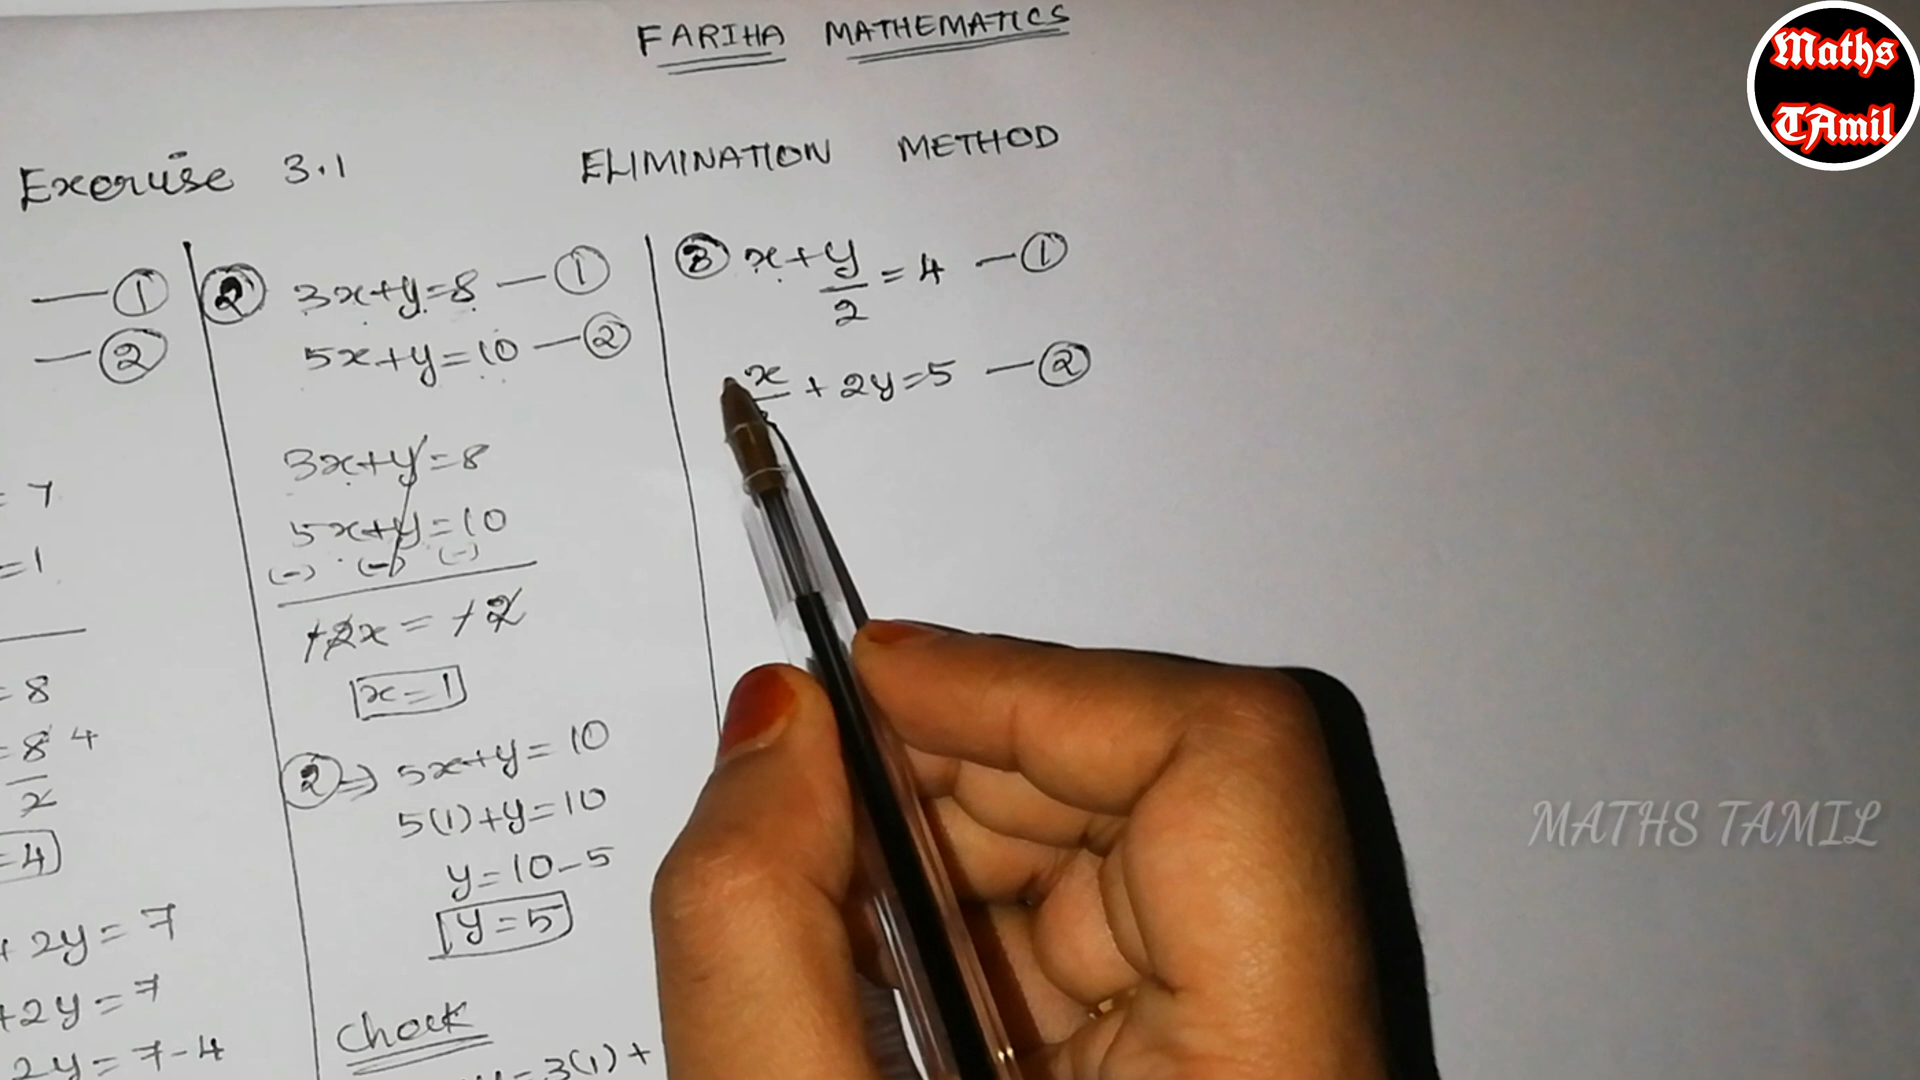 FARIHA MATHEMATICS
Maths
TAmil
Exercise 3.1 ELIMINATION METHOD
— ①
— ②
= 7
= 1
= 8
= 8 4
2
= 4
+ 2y = 7
+ 2y = 7
2y = 7 - 4
② 3x+y=8 — ①
5x+y=10 — ②
3x+y=8
5x+y=10
(-) (-) (-)
+2x = +2
x = 1
② ⇒ 5x+y = 10
5(1)+y=10
y=10-5
y=5
Check
y=3(1)+
③ x+y/2 = 4 — ①
x + 2y=5 — ②
MATHS TAMIL